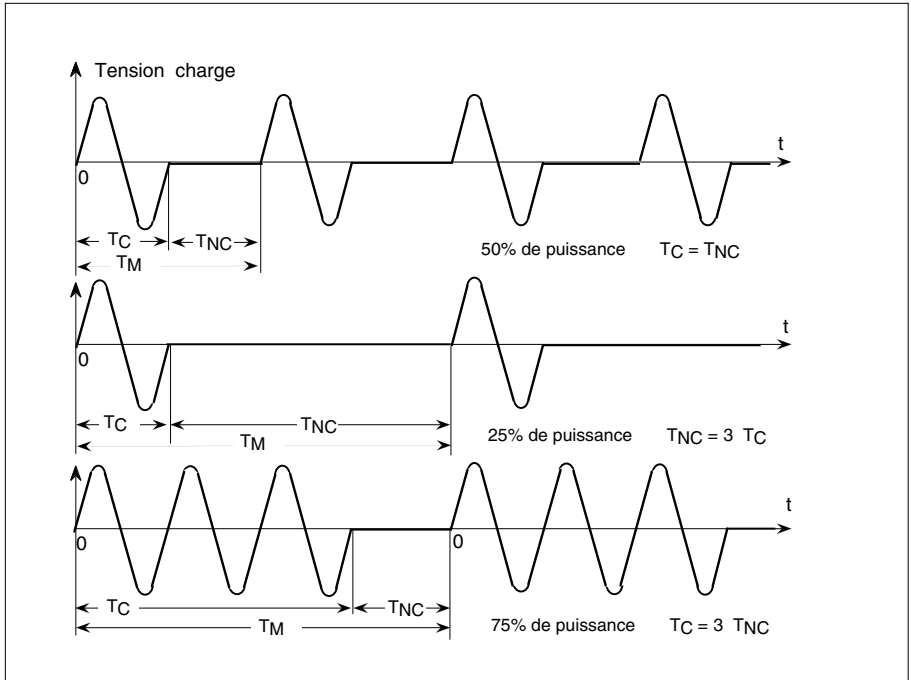 Tension charge
t
0
TC TNC
TM
50% de puissance TC = TNC
t
0
TC TNC
TM
25% de puissance TNC = 3 TC
t
0 0
TC TNC
TM
75% de puissance TC = 3 TNC